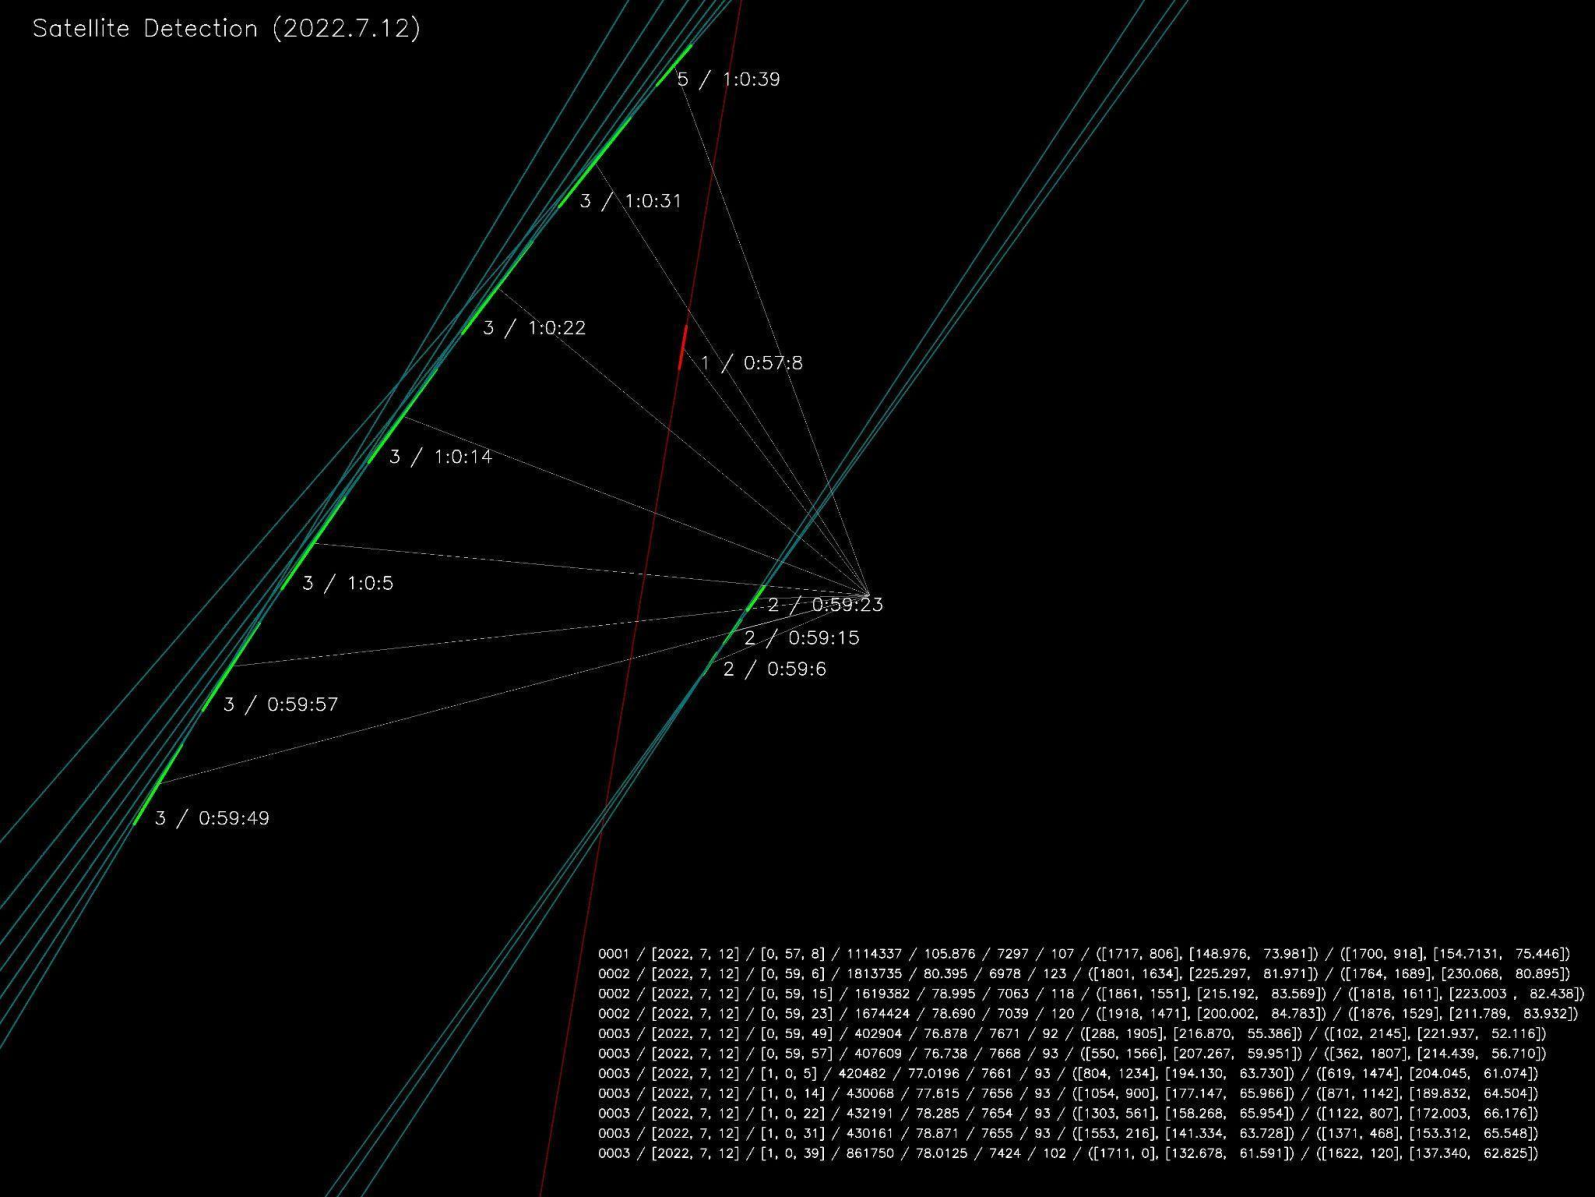 Satellite Detection (2022.7.12)
5 / 1:0:39
3 / 1:0:31
3 / 1:0:22
1 / 0:57:8
3 / 1:0:14
3 / 1:0:5
2 / 0:59:23
2 / 0:59:15
2 / 0:59:6
3 / 0:59:57
3 / 0:59:49
0001 / [2022, 7, 12] / [0, 57, 8] / 1114337 / 105.876 / 7297 / 107 / ([1717, 806], [148.976, 73.981]) / ([1700, 918], [154.7131, 75.446])
0002 / [2022, 7, 12] / [0, 59, 6] / 1813735 / 80.395 / 6978 / 123 / ([1801, 1634], [225.297, 81.971]) / ([1764, 1689], [230.068, 80.895])
0002 / [2022, 7, 12] / [0, 59, 15] / 1619382 / 78.995 / 7063 / 118 / ([1861, 1551], [215.192, 83.569]) / ([1818, 1611], [223.003 , 82.438])
0002 / [2022, 7, 12] / [0, 59, 23] / 1674424 / 78.690 / 7039 / 120 / ([1918, 1471], [200.002, 84.783]) / ([1876, 1529], [211.789, 83.932])
0003 / [2022, 7, 12] / [0, 59, 49] / 402904 / 76.878 / 7671 / 92 / ([288, 1905], [216.870, 55.386]) / ([102, 2145], [221.937, 52.116])
0003 / [2022, 7, 12] / [0, 59, 57] / 407609 / 76.738 / 7668 / 93 / ([550, 1566], [207.267, 59.951]) / ([362, 1807], [214.439, 56.710])
0003 / [2022, 7, 12] / [1, 0, 5] / 420482 / 77.0196 / 7661 / 93 / ([804, 1234], [194.130, 63.730]) / ([619, 1474], [204.045, 61.074])
0003 / [2022, 7, 12] / [1, 0, 14] / 430068 / 77.615 / 7656 / 93 / ([1054, 900], [177.147, 65.966]) / ([871, 1142], [189.832, 64.504])
0003 / [2022, 7, 12] / [1, 0, 22] / 432191 / 78.285 / 7654 / 93 / ([1303, 561], [158.268, 65.954]) / ([1122, 807], [172.003, 66.176])
0003 / [2022, 7, 12] / [1, 0, 31] / 430161 / 78.871 / 7655 / 93 / ([1553, 216], [141.334, 63.728]) / ([1371, 468], [153.312, 65.548])
0003 / [2022, 7, 12] / [1, 0, 39] / 861750 / 78.0125 / 7424 / 102 / ([1711, 0], [132.678, 61.591]) / ([1622, 120], [137.340, 62.825])